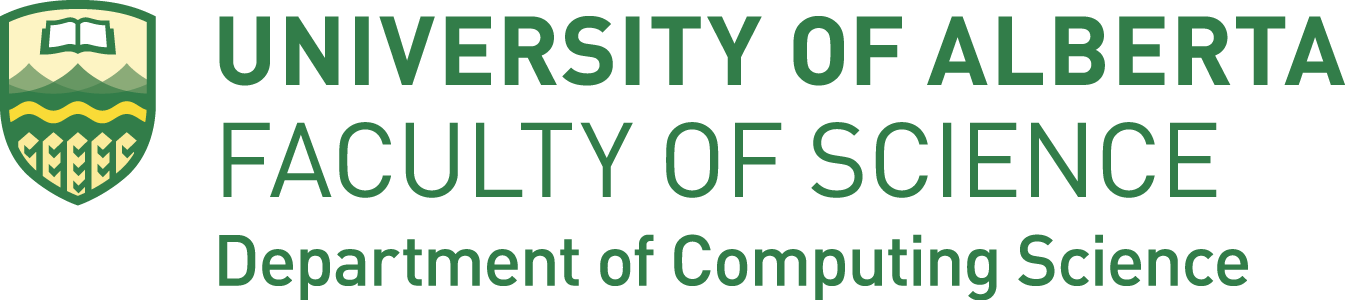 UNIVERSITY OF ALBERTA
FACULTY OF SCIENCE
Department of Computing Science